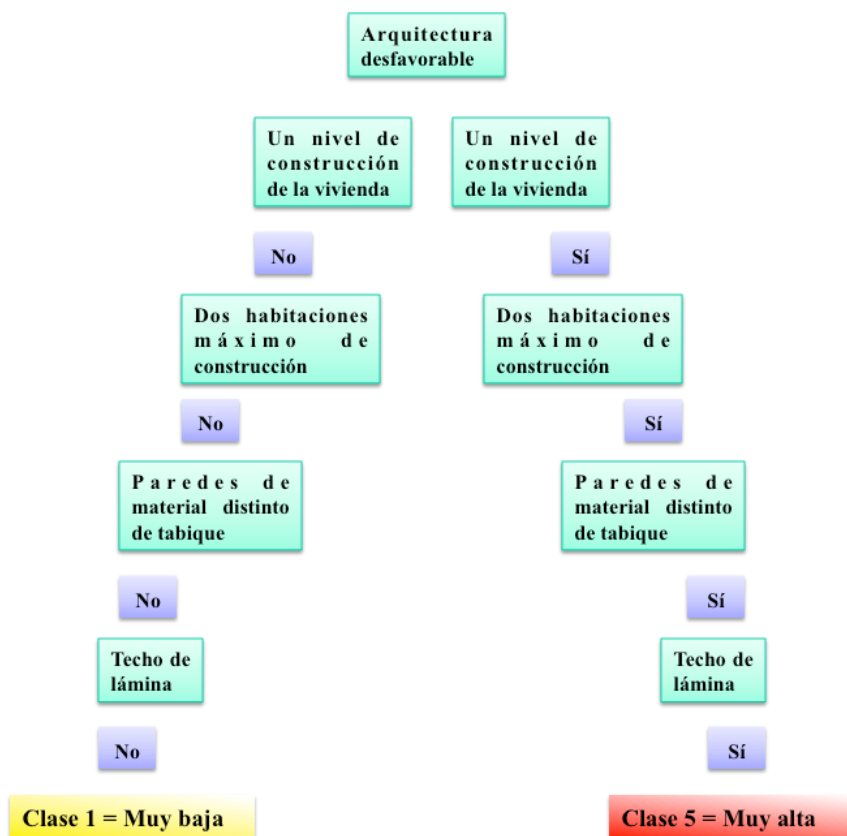 Arquitectura
desfavorable
Un nivel de
construcción
de la vivienda
Un nivel de
construcción
de la vivienda
No
Sí
Dos habitaciones
máximo de
construcción
Dos habitaciones
máximo de
construcción
No
Sí
Paredes de
material distinto
de tabique
Paredes de
material distinto
de tabique
No
Sí
Techo de
lámina
Techo de
lámina
No
Sí
Clase 1 = Muy baja
Clase 5 = Muy alta